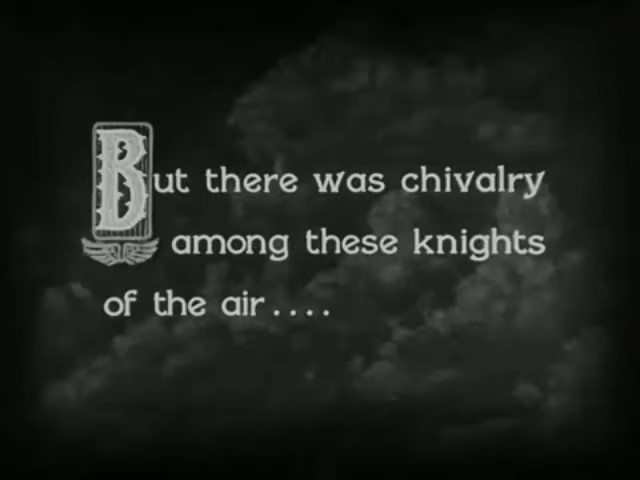 But there was chivalry
among these knights
of the air....